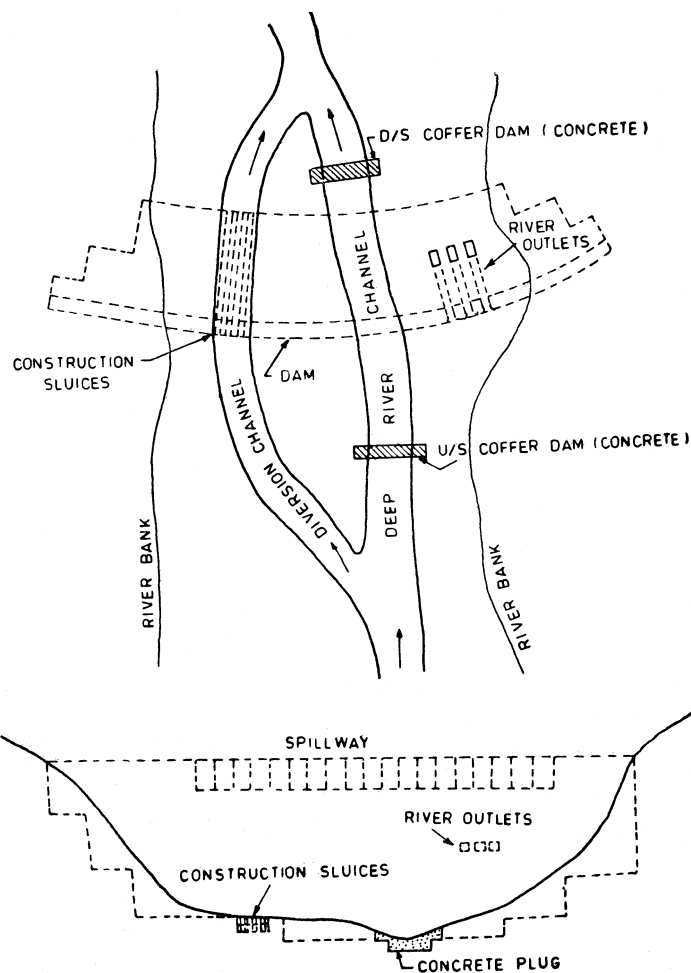 D/S COFFER DAM (CONCRETE)
RIVER
OUTLETS
CHANNEL
CONSTRUCTION
SLUICES
DAM
RIVER
U/S COFFER DAM (CONCRETE)
DIVERSION CHANNEL
DEEP
RIVER BANK
RIVER BANK
SPILLWAY
RIVER OUTLETS
CONSTRUCTION SLUICES
CONCRETE PLUG